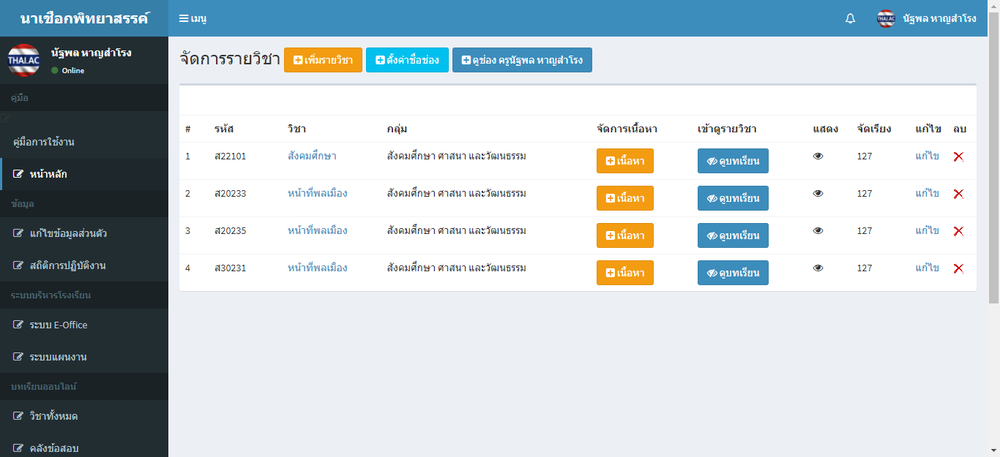 นาเชือกพิทยาสรรค์
เมนู
นัฐพล หาญสำโรง
THAI.AC
นัฐพล หาญสำโรง
Online
คู่มือ
คู่มือการใช้งาน
หน้าหลัก
ข้อมูล
แก้ไขข้อมูลส่วนตัว
สถิติการปฏิบัติงาน
ระบบบริหารโรงเรียน
ระบบ E-Office
ระบบแผนงาน
บทเรียนออนไลน์
วิชาทั้งหมด
คลังข้อสอบ
จัดการรายวิชา เพิ่มรายวิชา ตั้งค่าชื่อช่อง ดูช่อง ครูนัฐพล หาญสำโรง
# รหัส วิชา กลุ่ม จัดการเนื้อหา เข้าดูรายวิชา แสดง จัดเรียง แก้ไข ลบ
1 ส22101 สังคมศึกษา สังคมศึกษา ศาสนา และวัฒนธรรม เนื้อหา ดูบทเรียน 127 แก้ไข
2 ส20233 หน้าที่พลเมือง สังคมศึกษา ศาสนา และวัฒนธรรม เนื้อหา ดูบทเรียน 127 แก้ไข
3 ส20235 หน้าที่พลเมือง สังคมศึกษา ศาสนา และวัฒนธรรม เนื้อหา ดูบทเรียน 127 แก้ไข
4 ส30231 หน้าที่พลเมือง สังคมศึกษา ศาสนา และวัฒนธรรม เนื้อหา ดูบทเรียน 127 แก้ไข